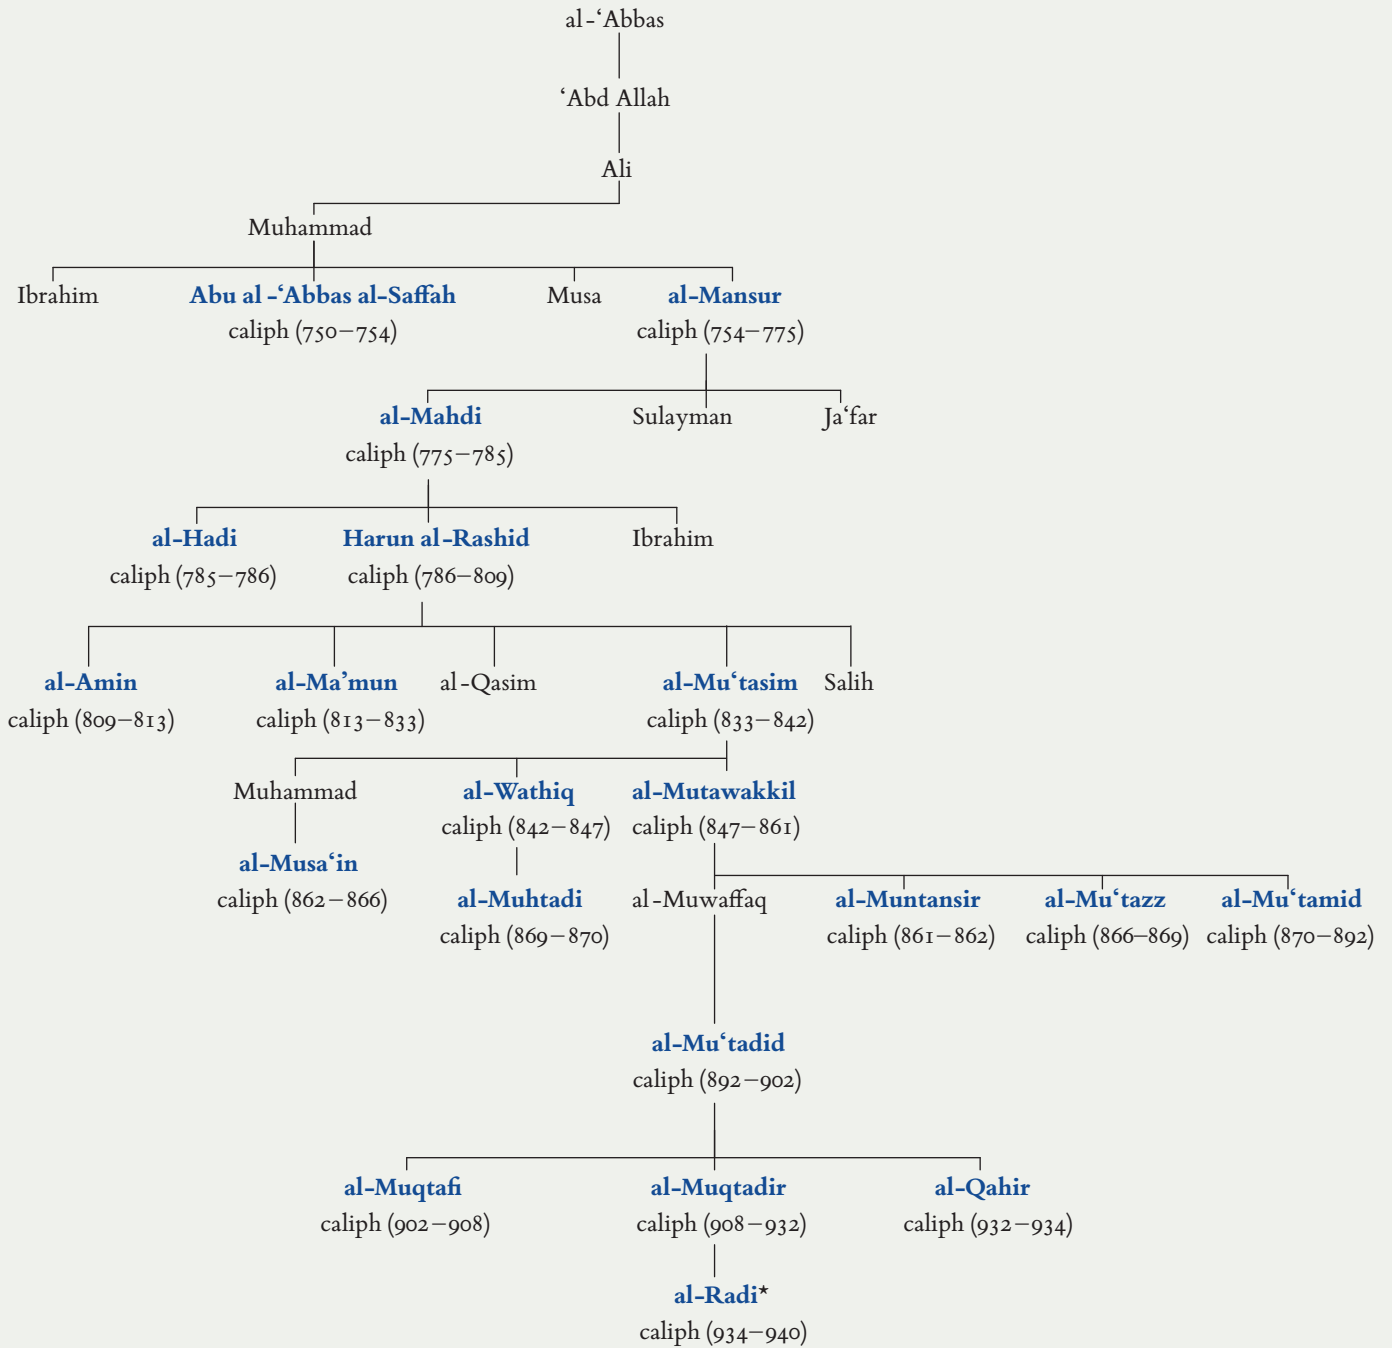 al-‘Abbas
‘Abd Allah
Ali
Muhammad
Ibrahim Abu al-‘Abbas al-Saffah Musa al-Mansur
caliph (750–754) caliph (754–775)
al-Mahdi Sulayman Ja‘far
caliph (775–785)
al-Hadi Harun al-Rashid Ibrahim
caliph (785–786) caliph (786–809)
al-Amin al-Ma’mun al-Qasim al-Mu‘tasim Salih
caliph (809–813) caliph (813–833) caliph (833–842)
Muhammad al-Wathiq al-Mutawakkil
caliph (842–847) caliph (847–861)
al-Musa‘in
caliph (862–866) al-Muhtadi al-Muwaffaq al-Muntansir al-Mu‘tazz al-Mu‘tamid
caliph (869–870) caliph (861–862) caliph (866–869) caliph (870–892)
al-Mu‘tadid
caliph (892–902)
al-Muqtafi al-Muqtadir al-Qahir
caliph (902–908) caliph (908–932) caliph (932–934)
al-Radi*
caliph (934–940)